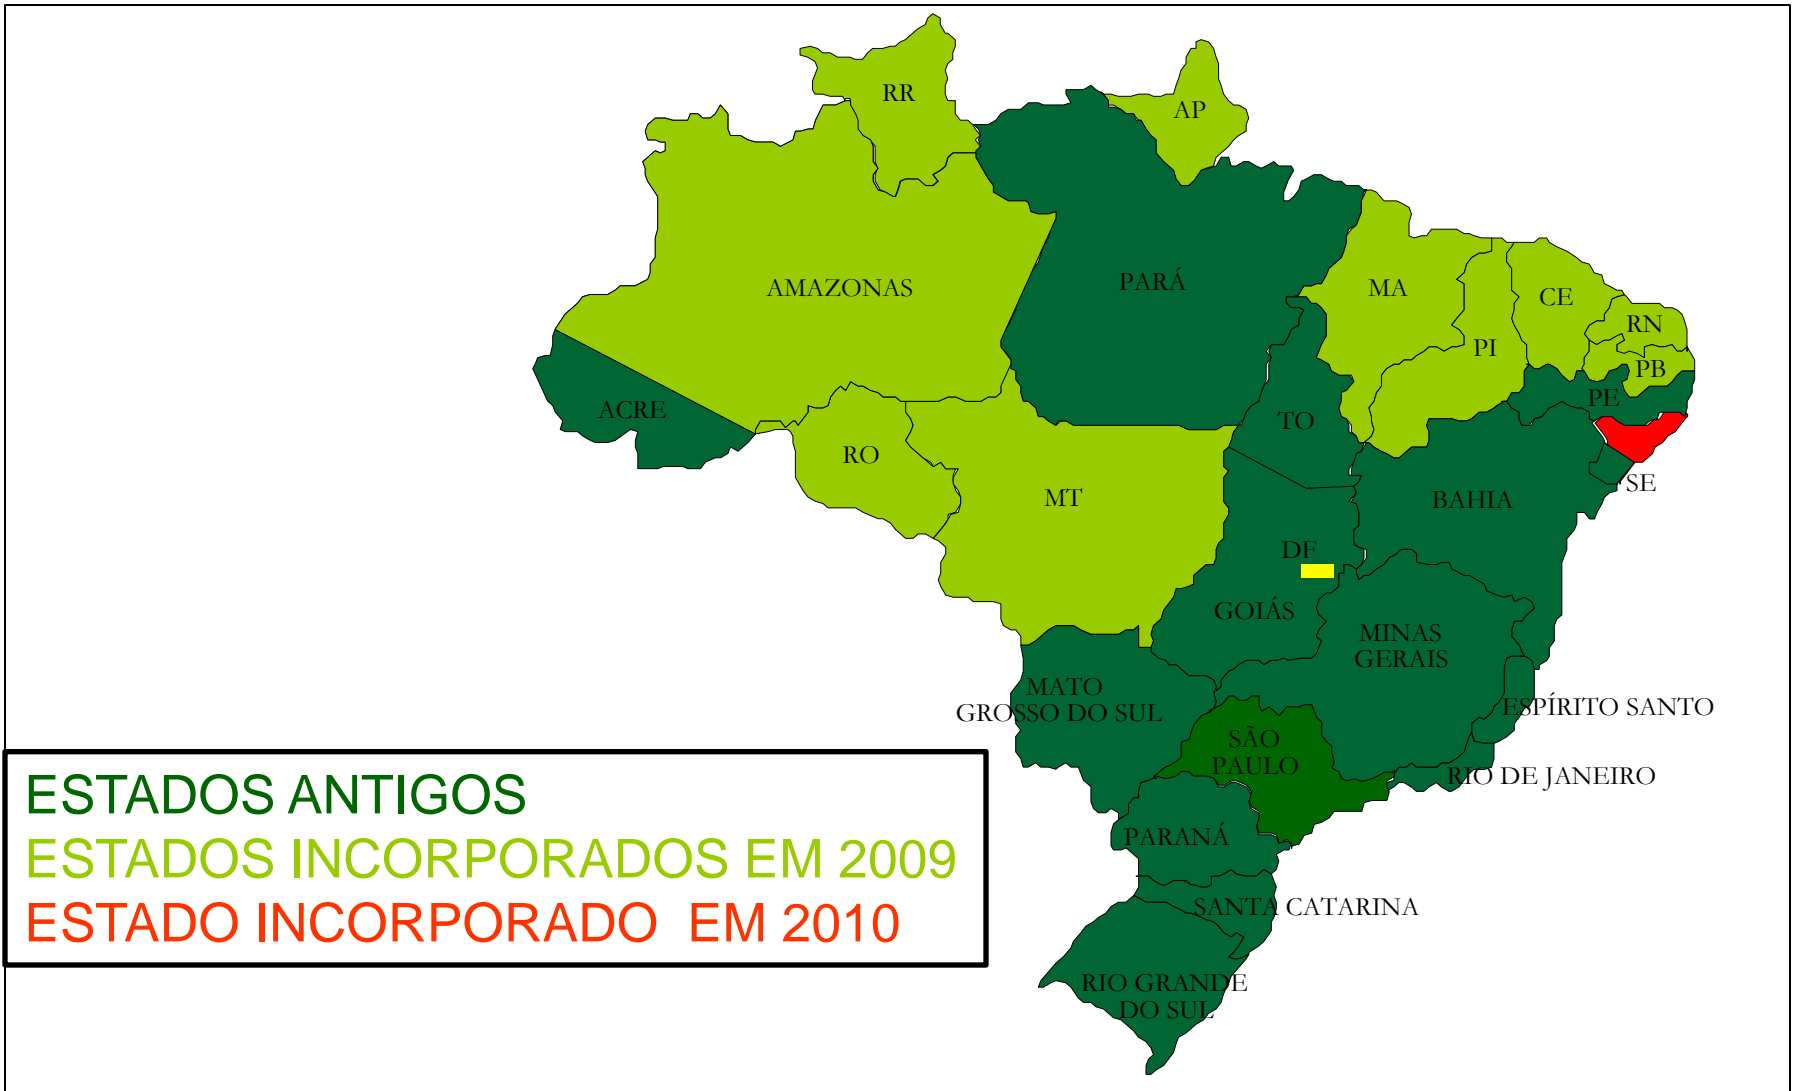 RR
AP
AMAZONAS
PARÁ
MA
CE
RN
PI
PB
PE
ACRE
TO
RO
MT
SE
BAHIA
DF
GOIÁS
MINAS
GERAIS
MATO
GROSSO DO SUL
ESPÍRITO SANTO
SÃO
PAULO
RIO DE JANEIRO
PARANÁ
SANTA CATARINA
RIO GRANDE
DO SUL
ESTADOS ANTIGOS
ESTADOS INCORPORADOS EM 2009
ESTADO INCORPORADO  EM 2010